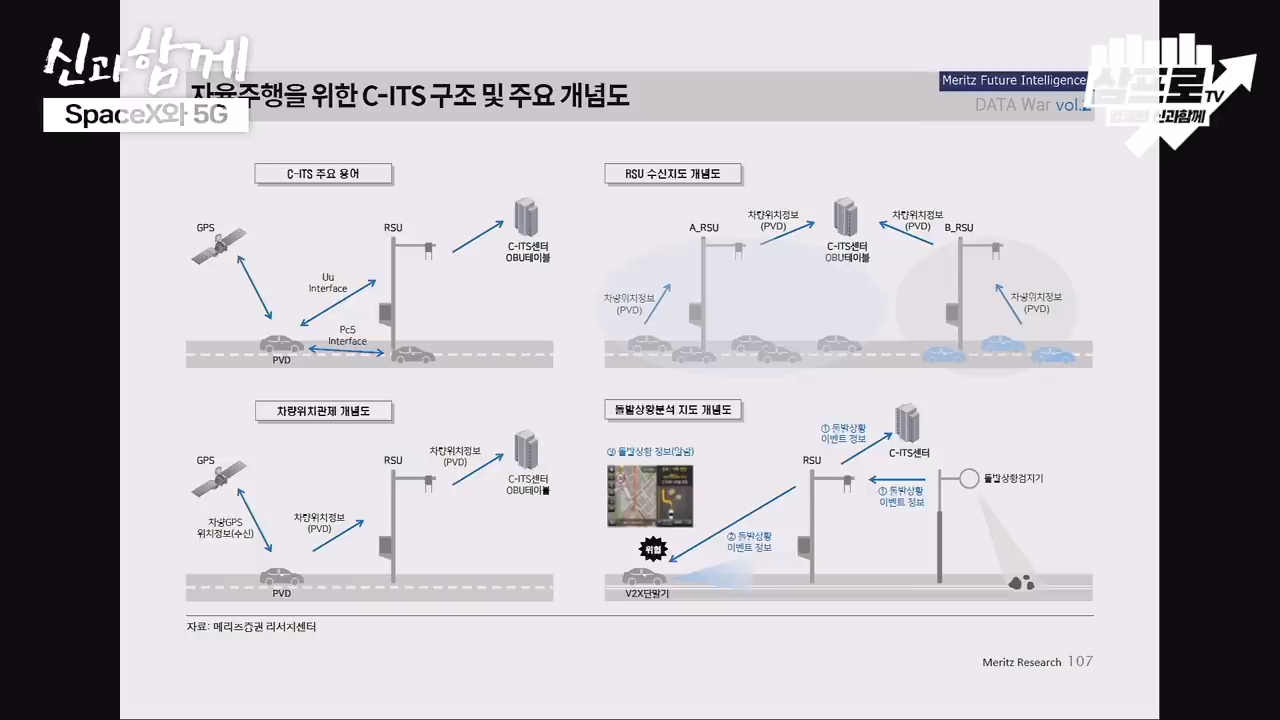 신과함께
SpaceX와 5G
삼프로TV
신과함께
Meritz Future Intelligence
자율주행을 위한 C-ITS 구조 및 주요 개념도
DATA War vol.2
C-ITS 주요 용어
GPS
RSU
C-ITS센터
OBU테이블
Uu
Interface
Pc5
Interface
PVD
RSU 수신지도 개념도
차량위치정보
(PVD)
차량위치정보
(PVD)
A_RSU
B_RSU
C-ITS센터
OBU테이블
차량위치정보
(PVD)
차량위치정보
(PVD)
차량위치관제 개념도
GPS
RSU
차량위치정보
(PVD)
C-ITS센터
OBU테이블
차량GPS
위치정보(수신)
차량위치정보
(PVD)
PVD
돌발상황분석 지도 개념도
① 돌발상황
이벤트 정보
C-ITS센터
③ 돌발상황 정보(알람)
RSU
돌발상황검지기
① 돌발상황
이벤트 정보
② 돌발상황
이벤트 정보
위험
V2X단말기
자료: 메리츠증권 리서치센터
Meritz Research 107